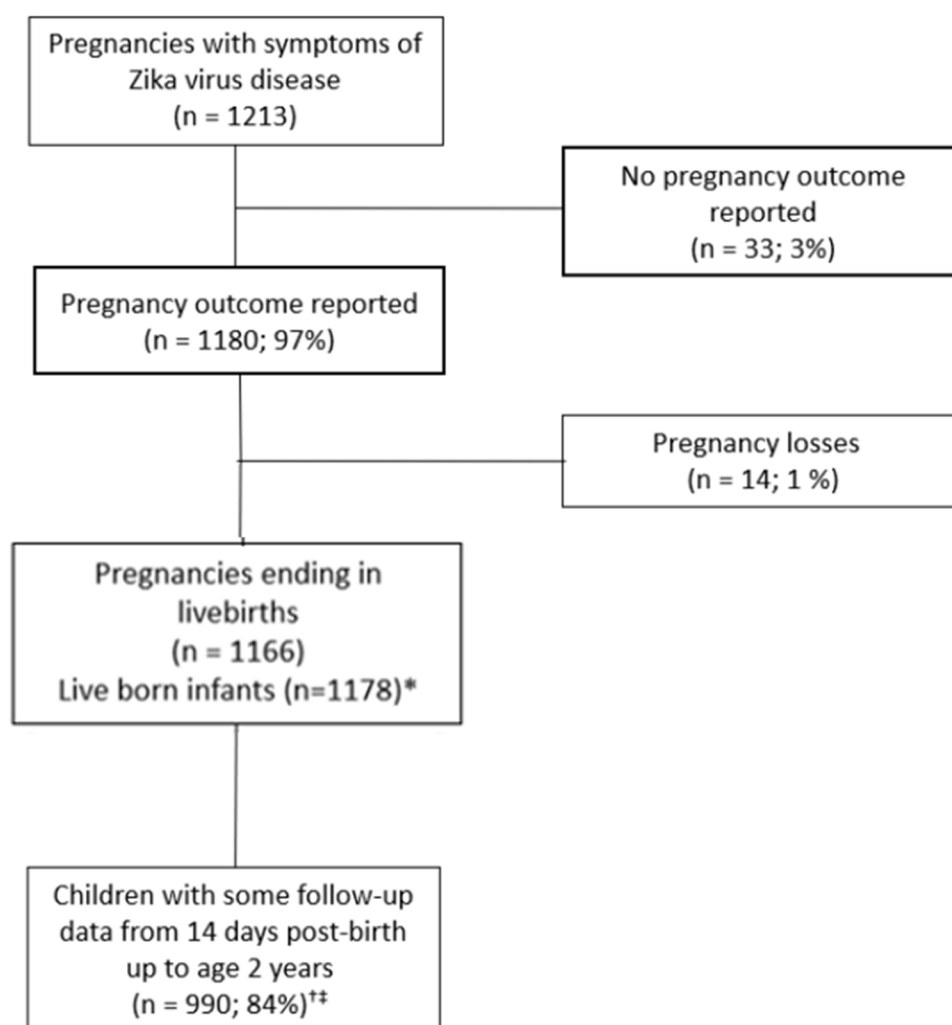 Pregnancies with symptoms of
Zika virus disease
(n = 1213)
No pregnancy outcome
reported
(n = 33; 3%)
Pregnancy outcome reported
(n = 1180; 97%)
Pregnancy losses
(n = 14; 1 %)
Pregnancies ending in
livebirths
(n = 1166)
Live born infants (n=1178)*
Children with some follow-up
data from 14 days post-birth
up to age 2 years
(n = 990; 84%)†‡